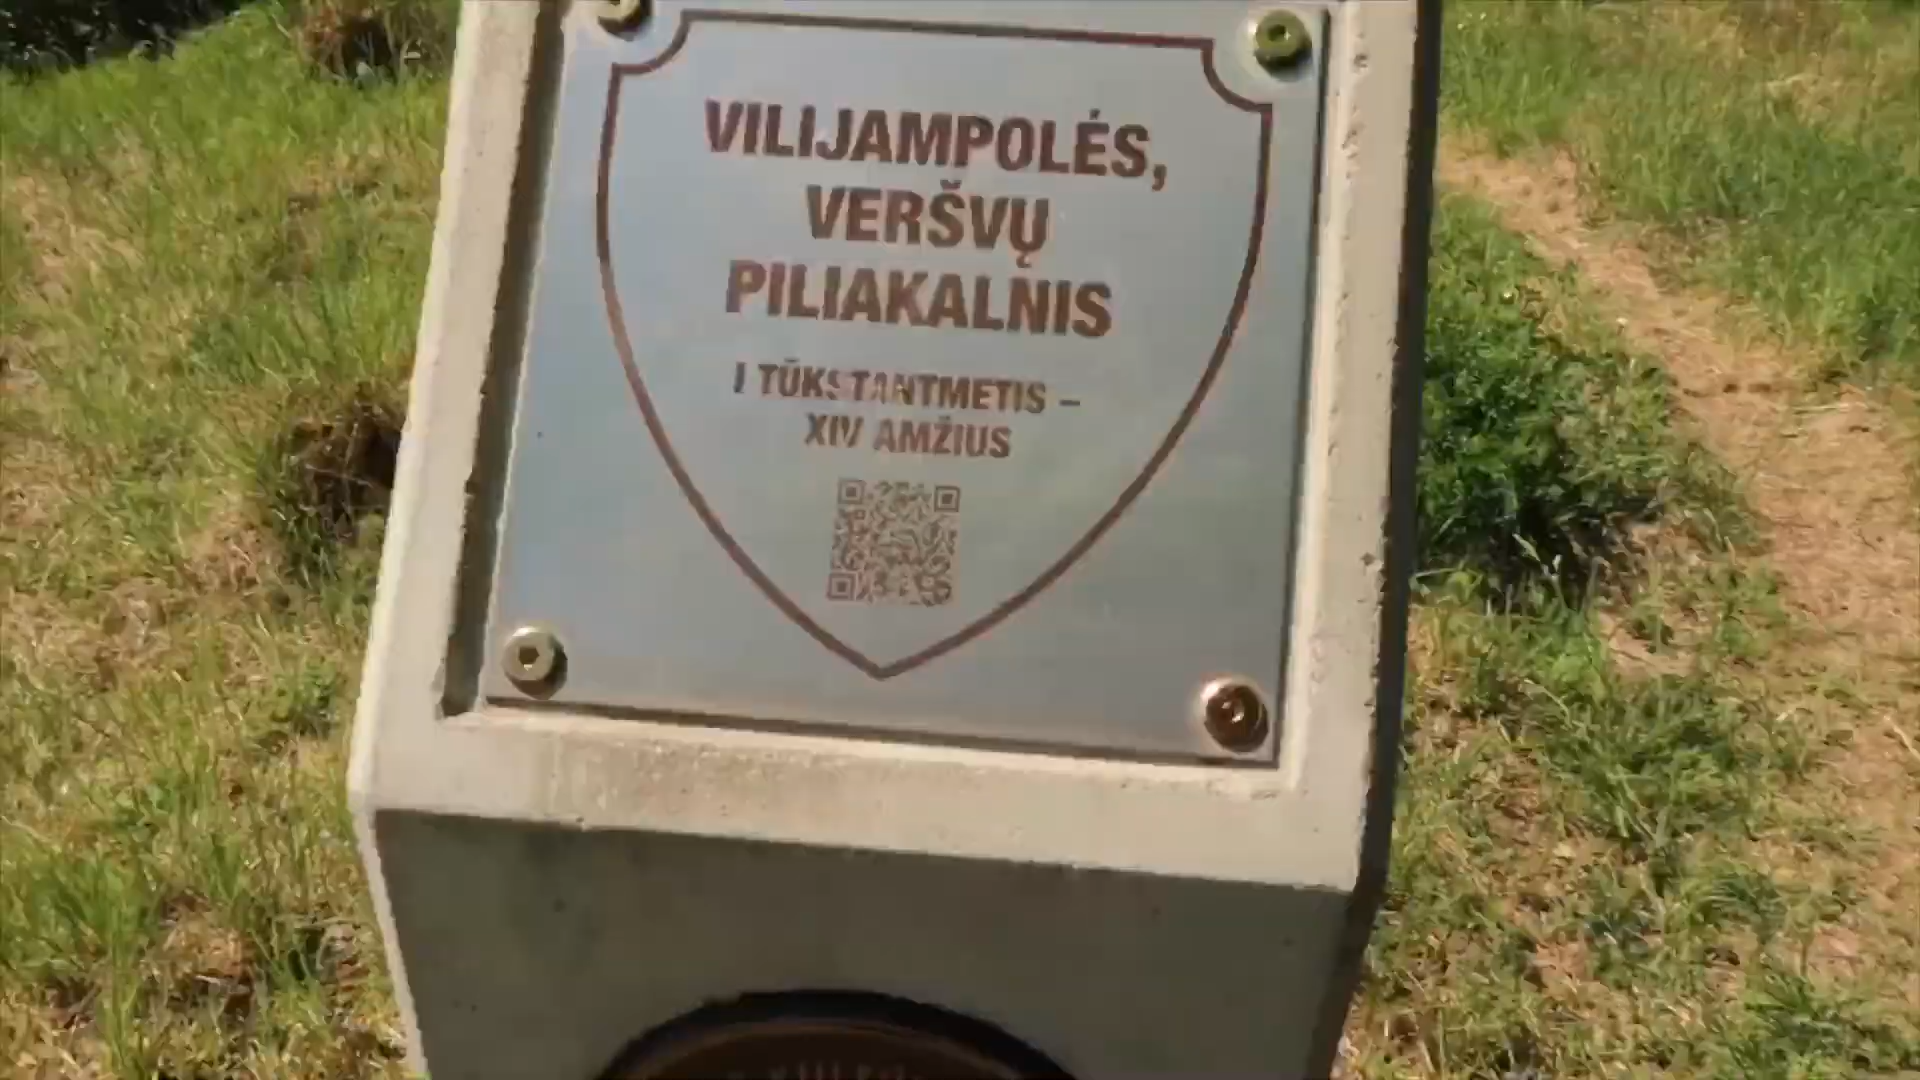 VILIJAMPOLĖS,
VERŠVŲ
PILIAKALNIS
I TŪKSTANTMETIS –
XIV AMŽIUS